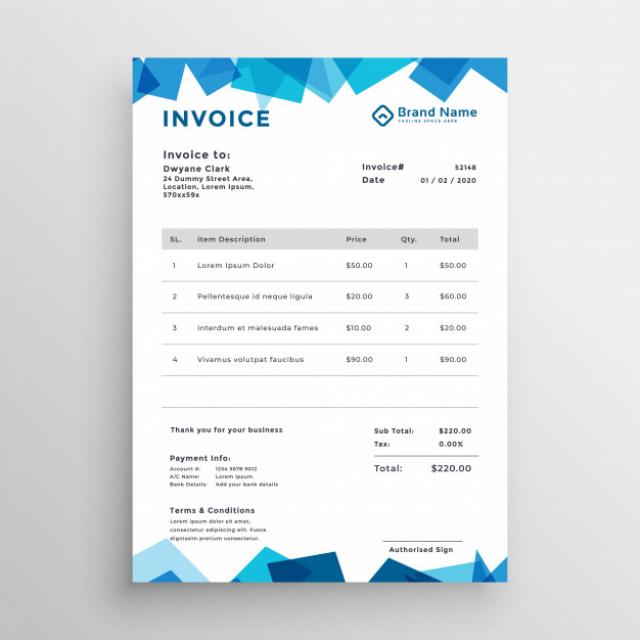 INVOICE
Brand Name
TAGLINE SPACE HERE
Invoice to:
Dwyane Clark
24 Dummy Street Area,
Location, Lorem Ipsum,
570xx59x
Invoice# 52148
Date 01 / 02 / 2020
SL. Item Description Price Qty. Total
1 Lorem Ipsum Dolor $50.00 1 $50.00
2 Pellentesque id neque ligula $20.00 3 $60.00
3 Interdum et malesuada fames $10.00 2 $20.00
4 Vivamus volutpat faucibus $90.00 1 $90.00
Thank you for your business
Sub Total: $220.00
Tax: 0.00%
Total: $220.00
Payment Info:
Account #: 1234 5678 9012
A/C Name: Lorem Ipsum
Bank Details: Add your bank details
Terms & Conditions
Lorem ipsum dolor sit amet,
consectetur adipiscing elit. Fusce
dignissim pretium consectetur.
Authorised Sign